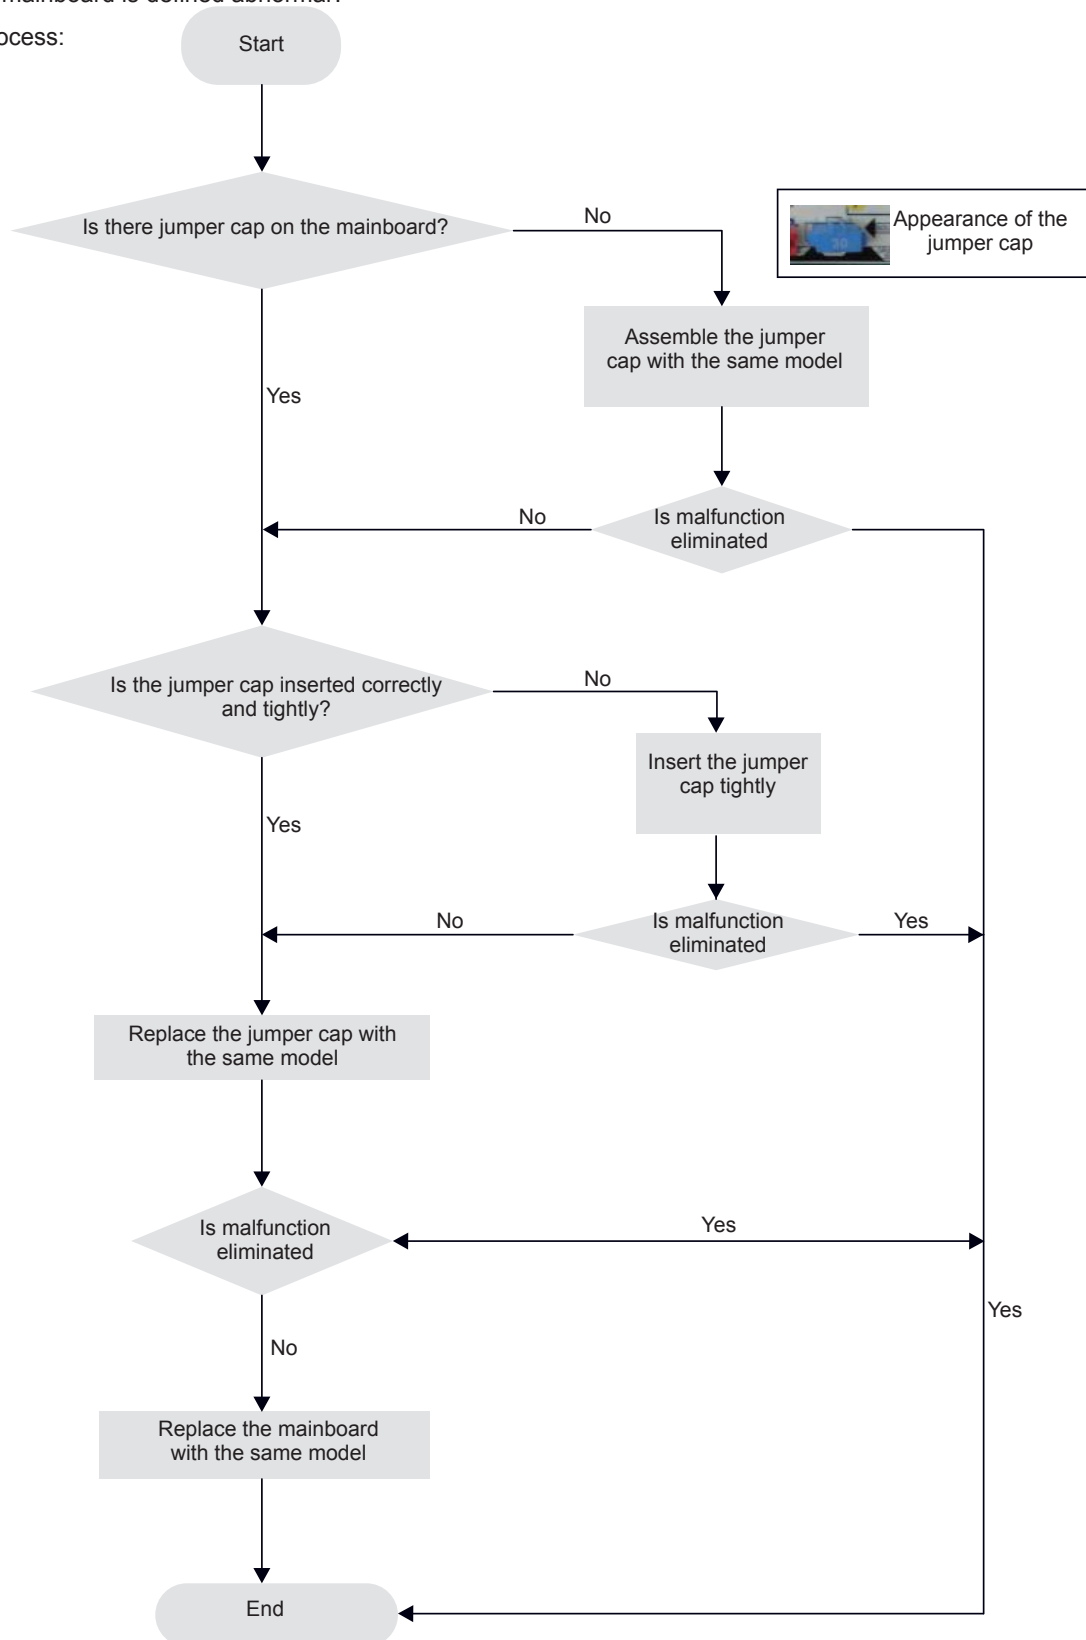 mainboard is defined abnormal.
ocess:
Start
Is there jumper cap on the mainboard?
No
Appearance of the
jumper cap
Assemble the jumper
cap with the same model
Yes
No
Is malfunction
eliminated
Is the jumper cap inserted correctly
and tightly?
No
Insert the jumper
cap tightly
Yes
No
Is malfunction
eliminated
Yes
Replace the jumper cap with
the same model
Is malfunction
eliminated
Yes
Yes
No
Replace the mainboard
with the same model
End